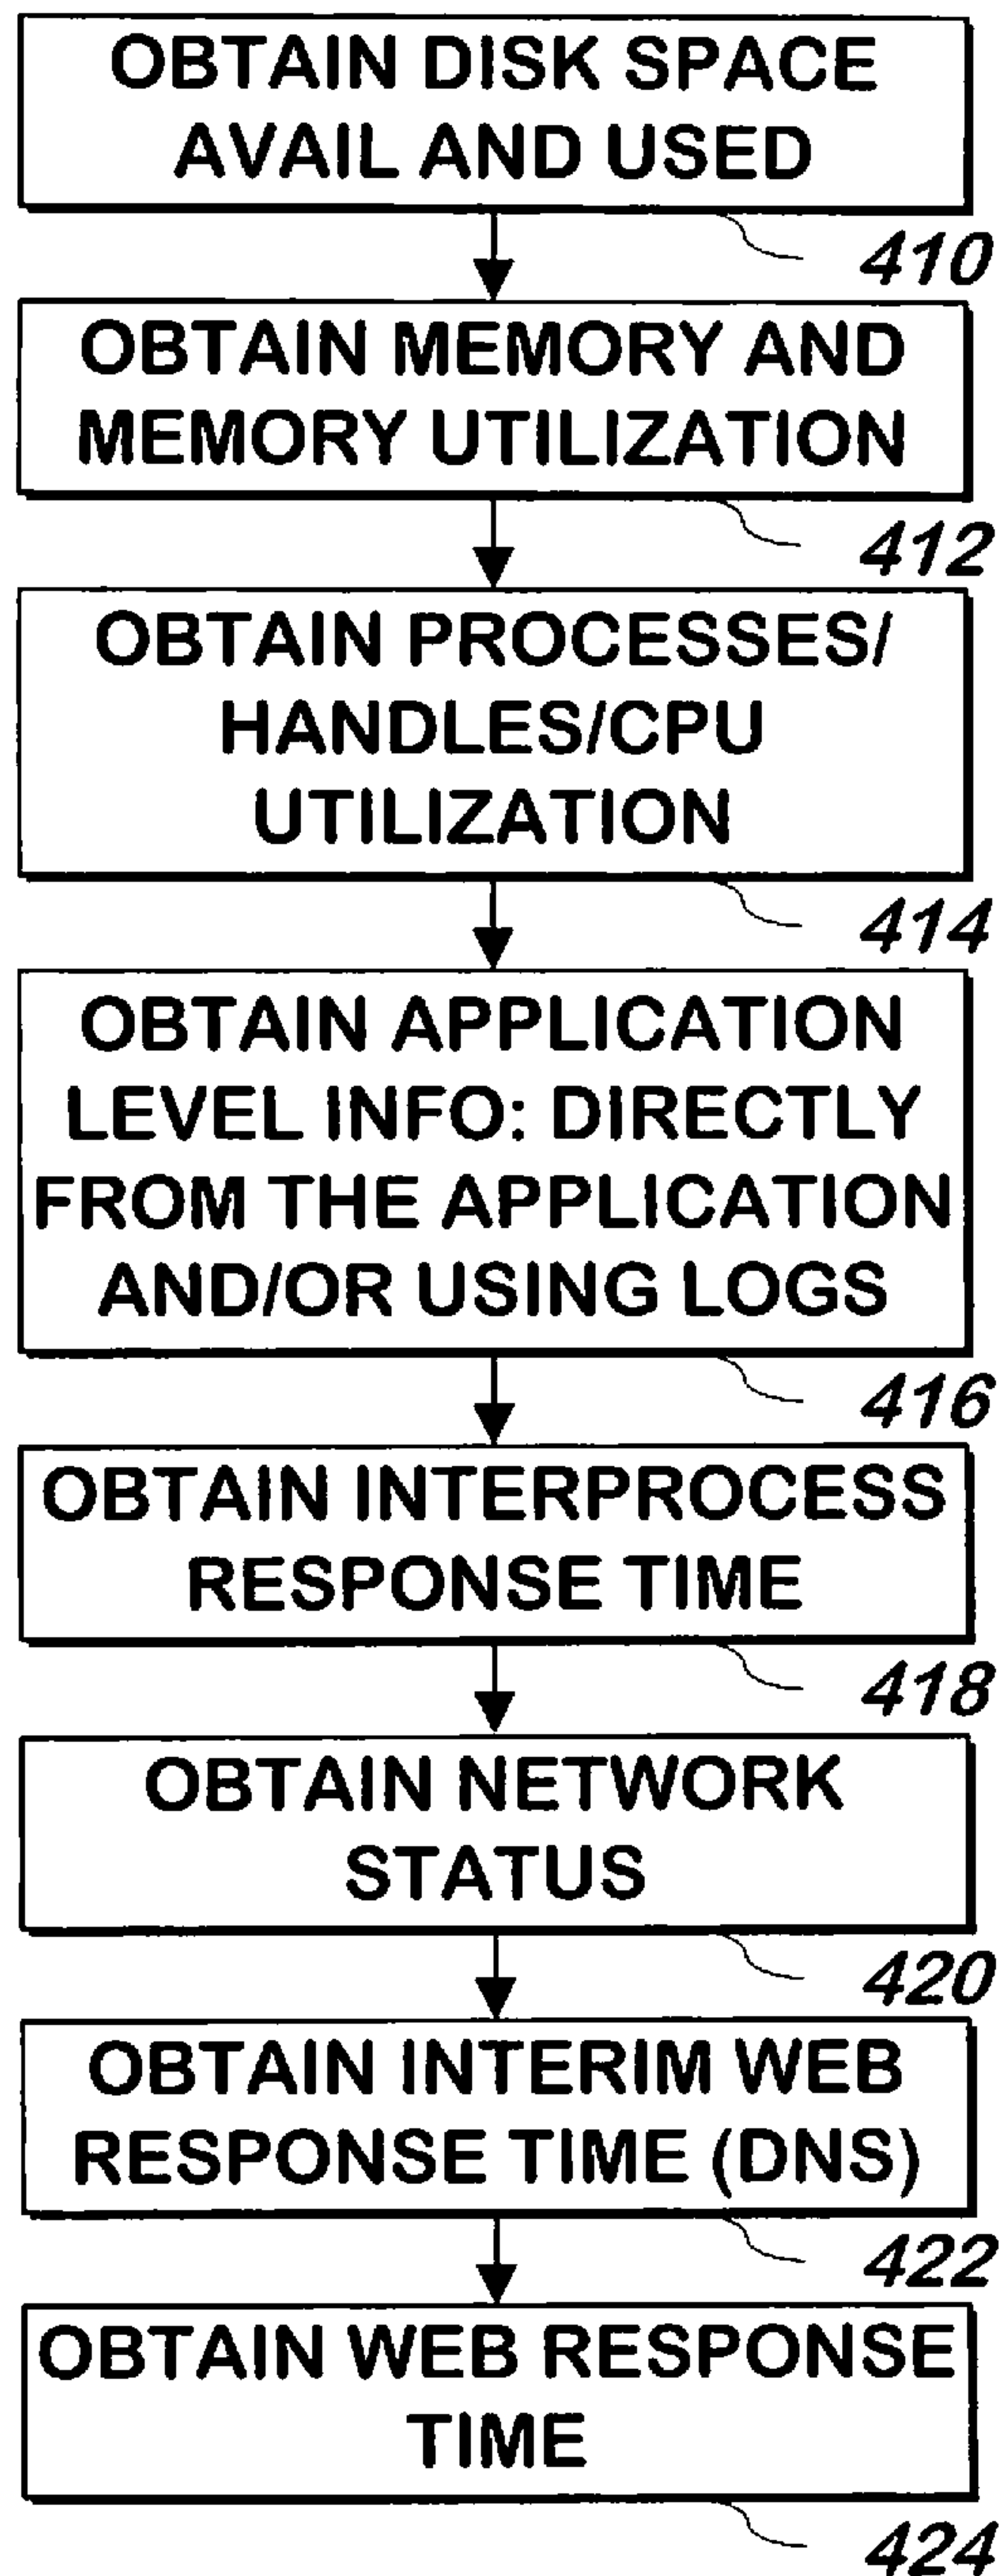 OBTAIN DISK SPACE
AVAIL AND USED
410
OBTAIN MEMORY AND
MEMORY UTILIZATION
412
OBTAIN PROCESSES/
HANDLES/CPU
UTILIZATION
414
OBTAIN APPLICATION
LEVEL INFO: DIRECTLY
FROM THE APPLICATION
AND/OR USING LOGS
416
OBTAIN INTERPROCESS
RESPONSE TIME
418
OBTAIN NETWORK
STATUS
420
OBTAIN INTERIM WEB
RESPONSE TIME (DNS)
422
OBTAIN WEB RESPONSE
TIME
424